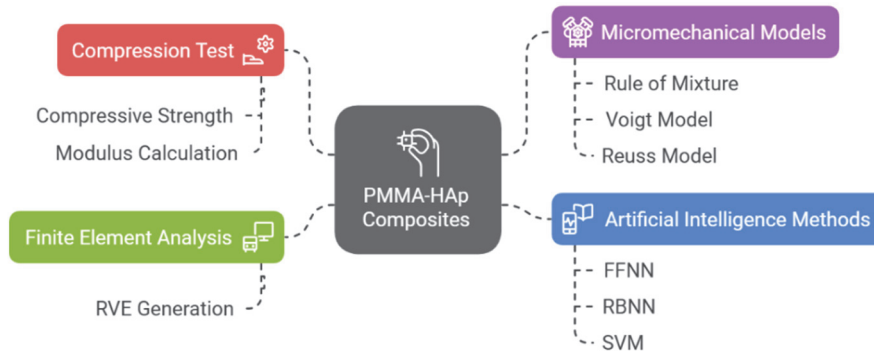 Compression Test
Compressive Strength
Modulus Calculation
Finite Element Analysis
RVE Generation
PMMA-HAp
Composites
Micromechanical Models
Rule of Mixture
Voigt Model
Reuss Model
Artificial Intelligence Methods
FFNN
RBNN
SVM